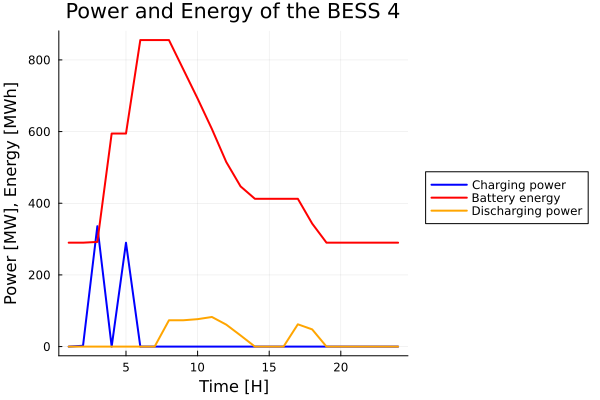 Power and Energy of the BESS 4
Power [MW], Energy [MWh]
800
600
400
200
0
5
10
15
20
Time [H]
Charging power
Battery energy
Discharging power